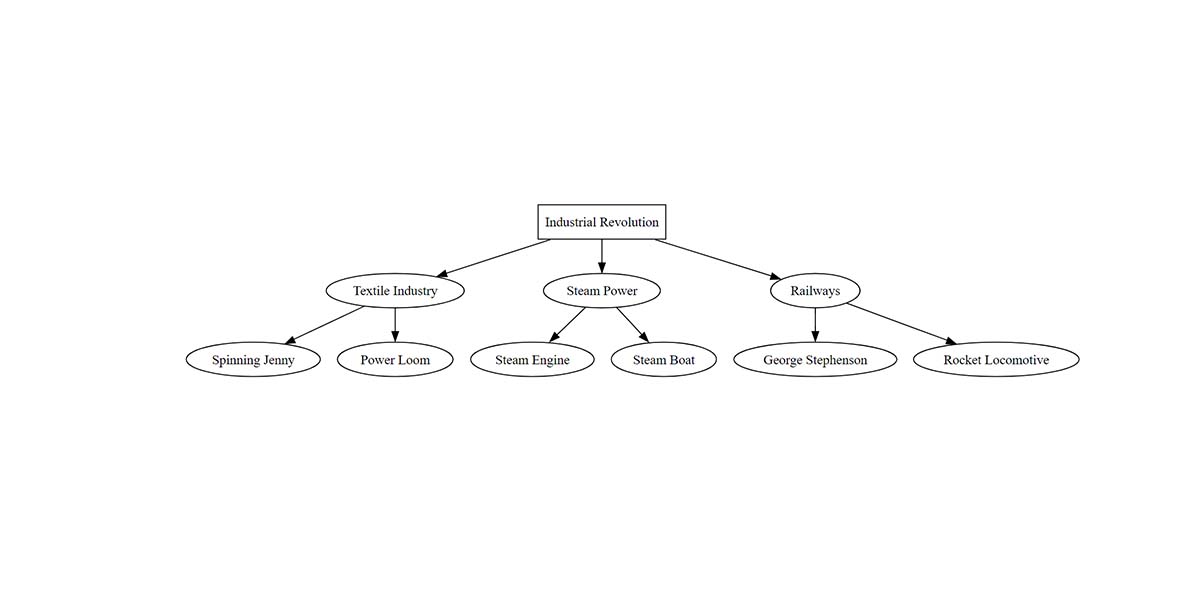 Industrial Revolution
Textile Industry
Steam Power
Railways
Spinning Jenny
Power Loom
Steam Engine
Steam Boat
George Stephenson
Rocket Locomotive